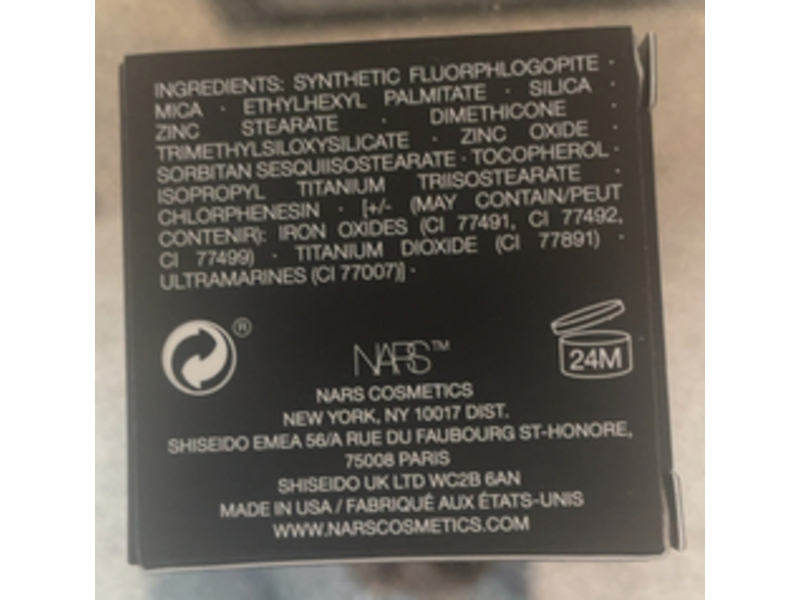 INGREDIENTS: SYNTHETIC FLUORPHLOGOPITE ·
MICA · ETHYLHEXYL PALMITATE · SILICA ·
ZINC STEARATE · DIMETHICONE ·
TRIMETHYLSILOXYSILICATE · ZINC OXIDE ·
SORBITAN SESQUIISOSTEARATE · TOCOPHEROL ·
ISOPROPYL TITANIUM TRIISOSTEARATE ·
CHLORPHENESIN · [+/- (MAY CONTAIN/PEUT
CONTENIR): IRON OXIDES (CI 77491, CI 77492,
CI 77499) · TITANIUM DIOXIDE (CI 77891) ·
ULTRAMARINES (CI 77007)] ·
®
24M
NARS™
NARS COSMETICS
NEW YORK, NY 10017 DIST.
SHISEIDO EMEA 56/A RUE DU FAUBOURG ST-HONORE,
75008 PARIS
SHISEIDO UK LTD WC2B 6AN
MADE IN USA / FABRIQUÉ AUX ÉTATS-UNIS
WWW.NARSCOSMETICS.COM